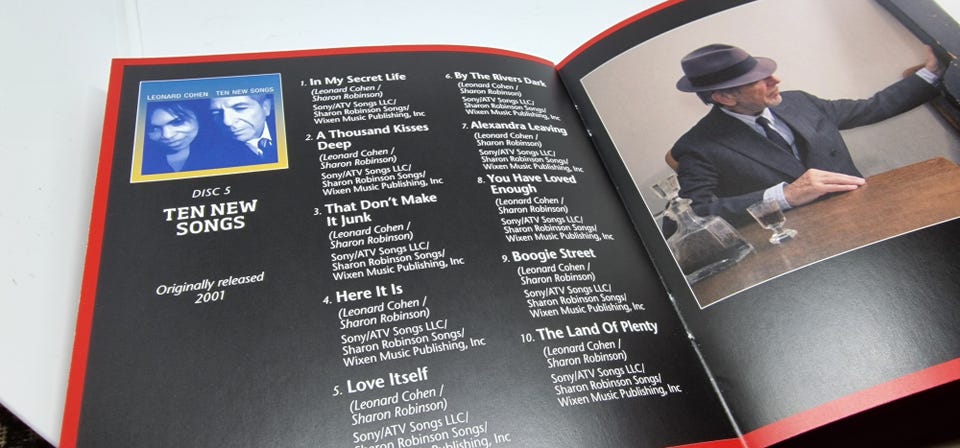 LEONARD COHEN TEN NEW SONGS
DISC 5
TEN NEW
SONGS
Originally released
2001
1. In My Secret Life
(Leonard Cohen /
Sharon Robinson)
Sony/ATV Songs LLC/
Sharon Robinson Songs/
Wixen Music Publishing, Inc
2. A Thousand Kisses
Deep
(Leonard Cohen /
Sharon Robinson)
Sony/ATV Songs LLC/
Sharon Robinson Songs/
Wixen Music Publishing, Inc
3. That Don't Make
It Junk
(Leonard Cohen /
Sharon Robinson)
Sony/ATV Songs LLC/
Sharon Robinson Songs/
Wixen Music Publishing, Inc
4. Here It Is
(Leonard Cohen /
Sharon Robinson)
Sony/ATV Songs LLC/
Sharon Robinson Songs/
Wixen Music Publishing, Inc
5. Love Itself
(Leonard Cohen /
Sharon Robinson)
Sony/ATV Songs LLC/
Sharon Robinson Songs/
6. By The Rivers Dark
(Leonard Cohen /
Sharon Robinson)
Sony/ATV Songs LLC/
Sharon Robinson Songs/
Wixen Music Publishing, Inc
7. Alexandra Leaving
(Leonard Cohen /
Sharon Robinson)
Sony/ATV Songs LLC/
Sharon Robinson Songs/
Wixen Music Publishing, Inc
8. You Have Loved
Enough
(Leonard Cohen /
Sharon Robinson)
Sony/ATV Songs LLC/
Sharon Robinson Songs/
Wixen Music Publishing, Inc
9. Boogie Street
(Leonard Cohen /
Sharon Robinson)
Sony/ATV Songs LLC/
Sharon Robinson Songs/
Wixen Music Publishing, Inc
10. The Land Of Plenty
(Leonard Cohen /
Sharon Robinson)
Sony/ATV Songs LLC/
Sharon Robinson Songs/
Wixen Music Publishing, Inc